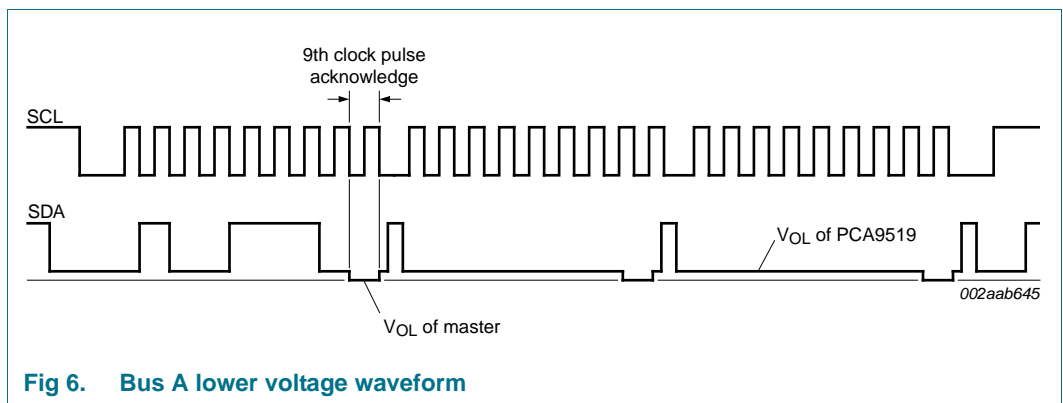 9th clock pulse
acknowledge
SCL
SDA
VOL of PCA9519
002aab645
VOL of master
Fig 6. Bus A lower voltage waveform